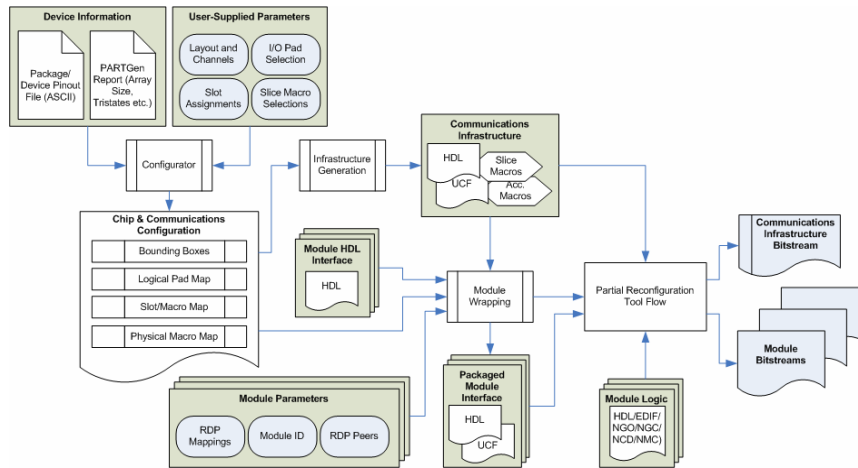 Device Information
Package/
Device Pinout
File (ASCII)
PARTGen
Report (Array
Size,
Tristates etc.)
User-Supplied Parameters
Layout and
Channels
I/O Pad
Selection
Slot
Assignments
Slice Macro
Selections
Configurator
Infrastructure
Generation
Communications
Infrastructure
HDL
UCF
Slice
Macros
Acc.
Macros
Chip & Communications
Configuration
Bounding Boxes
Logical Pad Map
Slot/Macro Map
Physical Macro Map
Module HDL
Interface
HDL
Module
Wrapping
Partial Reconfiguration
Tool Flow
Communications
Infrastructure
Bitstream
Module
Bitstreams
Module Parameters
RDP
Mappings
Module ID
RDP Peers
Packaged
Module
Interface
HDL
UCF
Module Logic
HDL/EDIF/
NGO/NGC/
NCD/NMC)